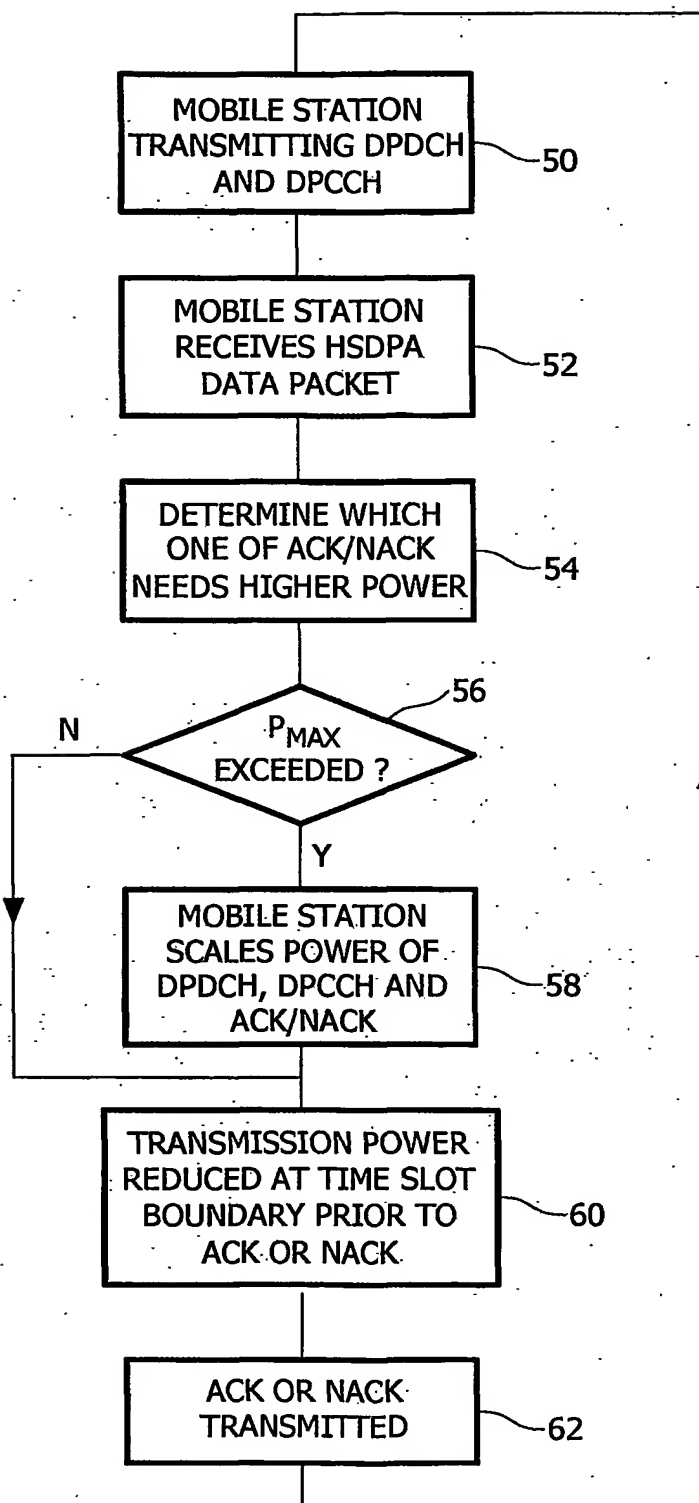 MOBILE STATION
TRANSMITTING DPDCH
AND DPCCH
50
MOBILE STATION
RECEIVES HSDPA
DATA PACKET
52
DETERMINE WHICH
ONE OF ACK/NACK
NEEDS HIGHER POWER
54
56
N
PMAX
EXCEEDED ?
Y
MOBILE STATION
SCALES POWER OF
DPDCH, DPCCH AND
ACK/NACK
58
TRANSMISSION POWER
REDUCED AT TIME SLOT
BOUNDARY PRIOR TO
ACK OR NACK
60
ACK OR NACK
TRANSMITTED
62